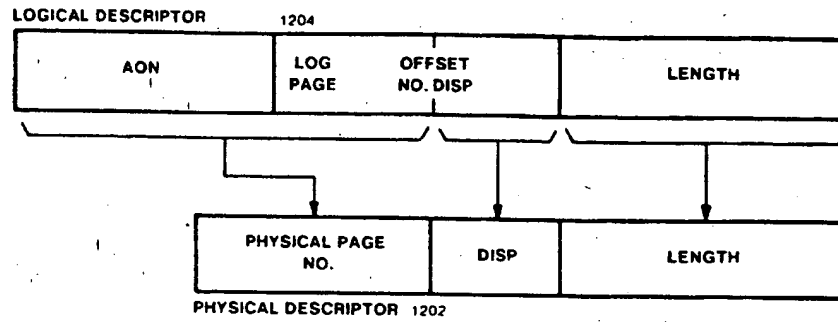 LOGICAL DESCRIPTOR 1204
AON
LOG PAGE
OFFSET NO. DISP
LENGTH
PHYSICAL PAGE NO.
DISP
LENGTH
PHYSICAL DESCRIPTOR 1202